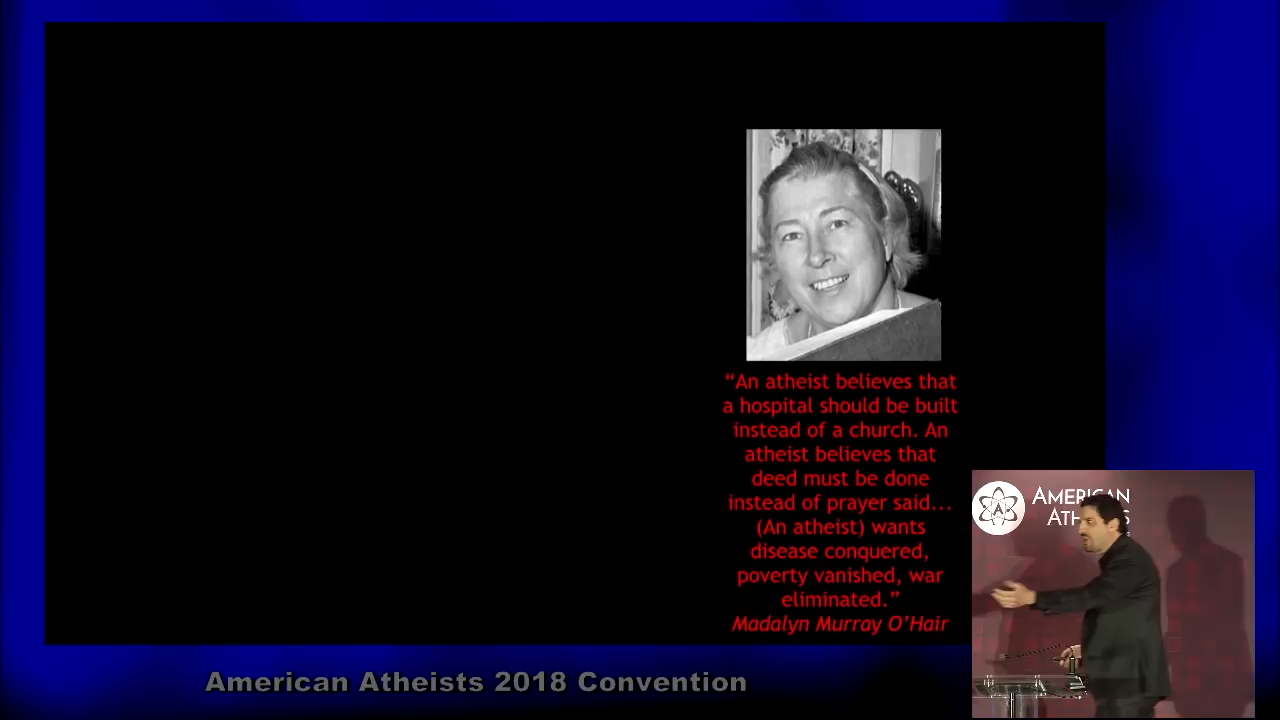 “An atheist believes that
a hospital should be built
instead of a church. An
atheist believes that
deed must be done
instead of prayer said...
(An atheist) wants
disease conquered,
poverty vanished, war
eliminated.”
Madalyn Murray O’Hair
A
AMERICAN
American Atheists 2018 Convention